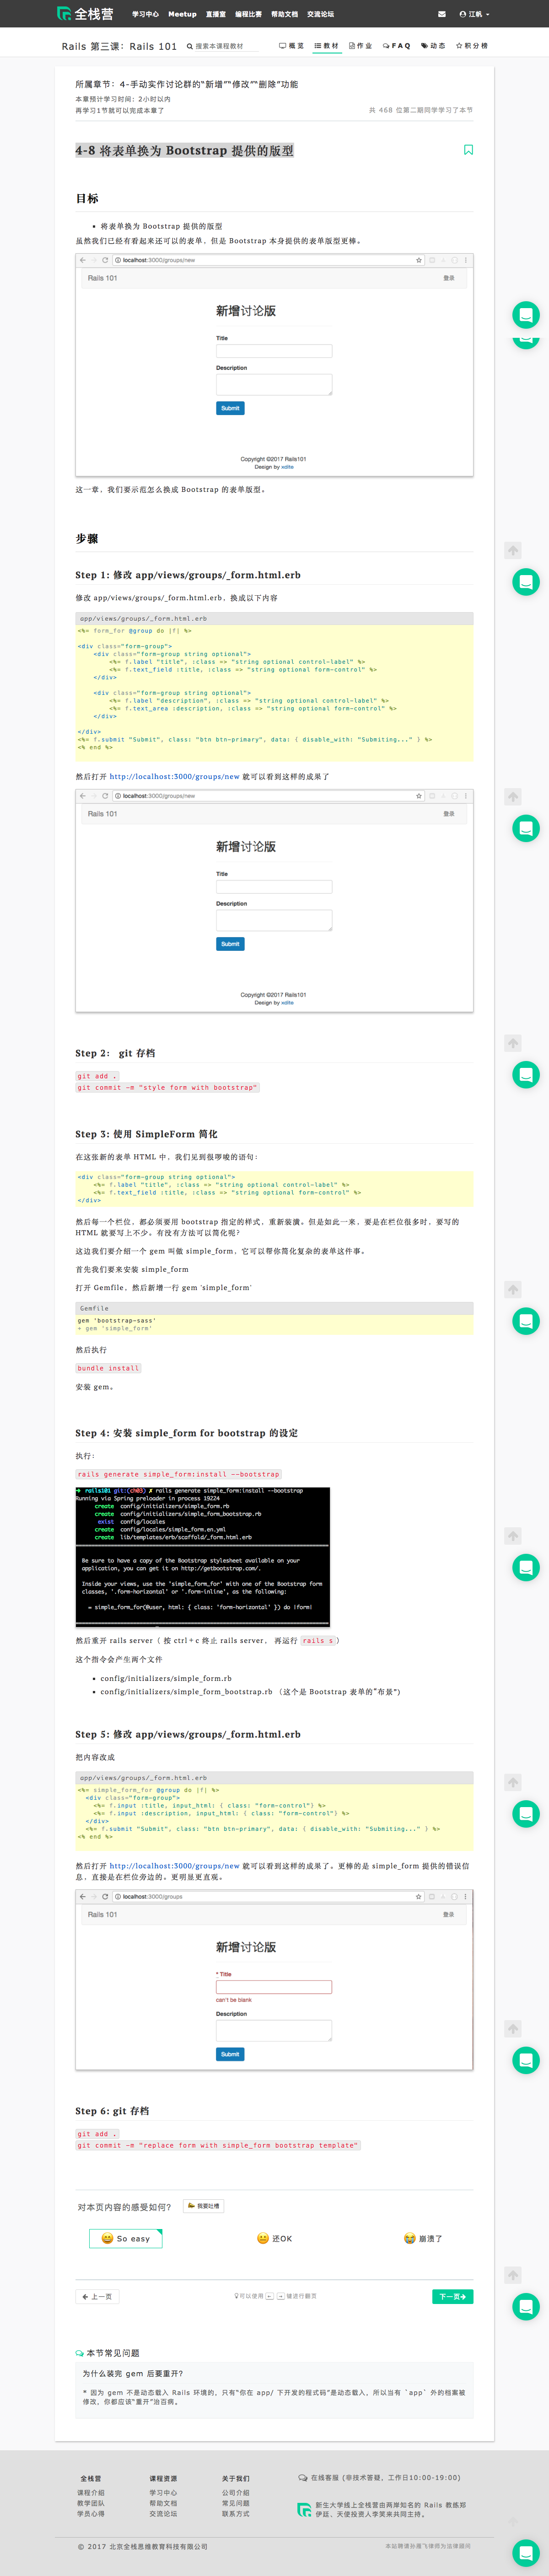 全栈营 学习中心 Meetup 直播室 编程比赛 帮助文档 交流论坛 江帆
Rails 第三课：Rails 101 搜索本课程教材 概览 教材 作业 FAQ 动态 积分榜
所属章节：4-手动实作讨论群的“新增”“修改”“删除”功能
本章预计学习时间：2小时以内
再学习1节就可以完成本章了 共 468 位第二期同学学习了本节
4-8 将表单换为 Bootstrap 提供的版型
目标
将表单换为 Bootstrap 提供的版型
虽然我们已经有看起来还可以的表单，但是 Bootstrap 本身提供的表单版型更棒。
localhost:3000/groups/new
Rails 101 登录
新增讨论版
Title
Description
Submit
Copyright ©2017 Rails101
Design by xdite
这一章，我们要示范怎么换成 Bootstrap 的表单版型。
步骤
Step 1: 修改 app/views/groups/_form.html.erb
修改 app/views/groups/_form.html.erb，换成以下内容
app/views/groups/_form.html.erb
<%= form_for @group do |f| %>
<div class="form-group">
<div class="form-group string optional">
<%= f.label "title", :class => "string optional control-label" %>
<%= f.text_field :title, :class => "string optional form-control" %>
</div>
<div class="form-group string optional">
<%= f.label "description", :class => "string optional control-label" %>
<%= f.text_area :description, :class => "string optional form-control" %>
</div>
</div>
<%= f.submit "Submit", class: "btn btn-primary", data: { disable_with: "Submiting..." } %>
<% end %>
然后打开 http://localhost:3000/groups/new 就可以看到这样的成果了
localhost:3000/groups/new
Rails 101 登录
新增讨论版
Title
Description
Submit
Copyright ©2017 Rails101
Design by xdite
Step 2： git 存档
git add .
git commit -m "style form with bootstrap"
Step 3: 使用 SimpleForm 简化
在这张新的表单 HTML 中，我们见到很啰唆的语句：
<div class="form-group string optional">
<%= f.label "title", :class => "string optional control-label" %>
<%= f.text_field :title, :class => "string optional form-control" %>
</div>
然后每一个栏位，都必须要用 bootstrap 指定的样式，重新装潢。但是如此一来，要是在栏位很多时，要写的
HTML 就要写上不少。有没有方法可以简化呢？
这边我们要介绍一个 gem 叫做 simple_form，它可以帮你简化复杂的表单这件事。
首先我们要来安装 simple_form
打开 Gemfile，然后新增一行 gem 'simple_form'
Gemfile
gem 'bootstrap-sass'
+ gem 'simple_form'
然后执行
bundle install
安装 gem。
Step 4: 安装 simple_form for bootstrap 的设定
执行：
rails generate simple_form:install --bootstrap
→ rails101 git:(ch03) ✗ rails generate simple_form:install --bootstrap
Running via Spring preloader in process 19224
create config/initializers/simple_form.rb
create config/initializers/simple_form_bootstrap.rb
exist config/locales
create config/locales/simple_form.en.yml
create lib/templates/erb/scaffold/_form.html.erb
Be sure to have a copy of the Bootstrap stylesheet available on your
application, you can get it on http://getbootstrap.com/.
Inside your views, use the 'simple_form_for' with one of the Bootstrap form
classes, '.form-horizontal' or '.form-inline', as the following:
= simple_form_for(@user, html: { class: 'form-horizontal' }) do |form|
然后重开 rails server（ 按 ctrl＋c 终止 rails server， 再运行 rails s）
这个指令会产生两个文件
config/initializers/simple_form.rb
config/initializers/simple_form_bootstrap.rb （这个是 Bootstrap 表单的“布景”)
Step 5: 修改 app/views/groups/_form.html.erb
把内容改成
app/views/groups/_form.html.erb
<%= simple_form_for @group do |f| %>
<div class="form-group">
<%= f.input :title, input_html: { class: "form-control"} %>
<%= f.input :description, input_html: { class: "form-control"} %>
</div>
<%= f.submit "Submit", class: "btn btn-primary", data: { disable_with: "Submiting..." } %>
<% end %>
然后打开 http://localhost:3000/groups/new 就可以看到这样的成果了。更棒的是 simple_form 提供的错误信
息，直接是在栏位旁边的。更明显更直观。
localhost:3000/groups
Rails 101 登录
新增讨论版
* Title
can't be blank
Description
Submit
Step 6: git 存档
git add .
git commit -m "replace form with simple_form bootstrap template"
对本页内容的感受如何？ 我要吐槽
So easy 还OK 崩溃了
← 上一页 可以使用 ← → 键进行翻页 下一页→
本节常见问题
为什么装完 gem 后要重开？
* 因为 gem 不是动态载入 Rails 环境的，只有“你在 app/ 下开发的程式码”是动态载入，所以当有 `app` 外的档案被
修改，你都应该“重开”治百病。
全栈营 课程资源 关于我们 在线客服 (非技术答疑，工作日10:00-19:00)
课程介绍 学习中心 公司介绍
教学团队 帮助文档 常见问题
学员心得 交流论坛 联系方式
新生大学线上全栈营由两岸知名的 Rails 教练郑
伊廷、天使投资人李笑来共同主持。
© 2017 北京全栈思维教育科技有限公司